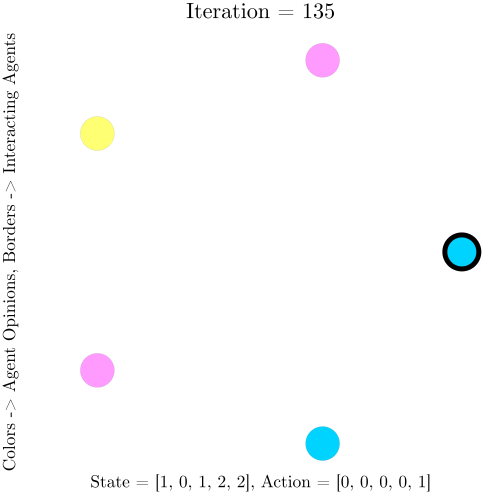 Iteration = 135
Colors -> Agent Opinions, Borders -> Interacting Agents
State = [1, 0, 1, 2, 2], Action = [0, 0, 0, 0, 1]